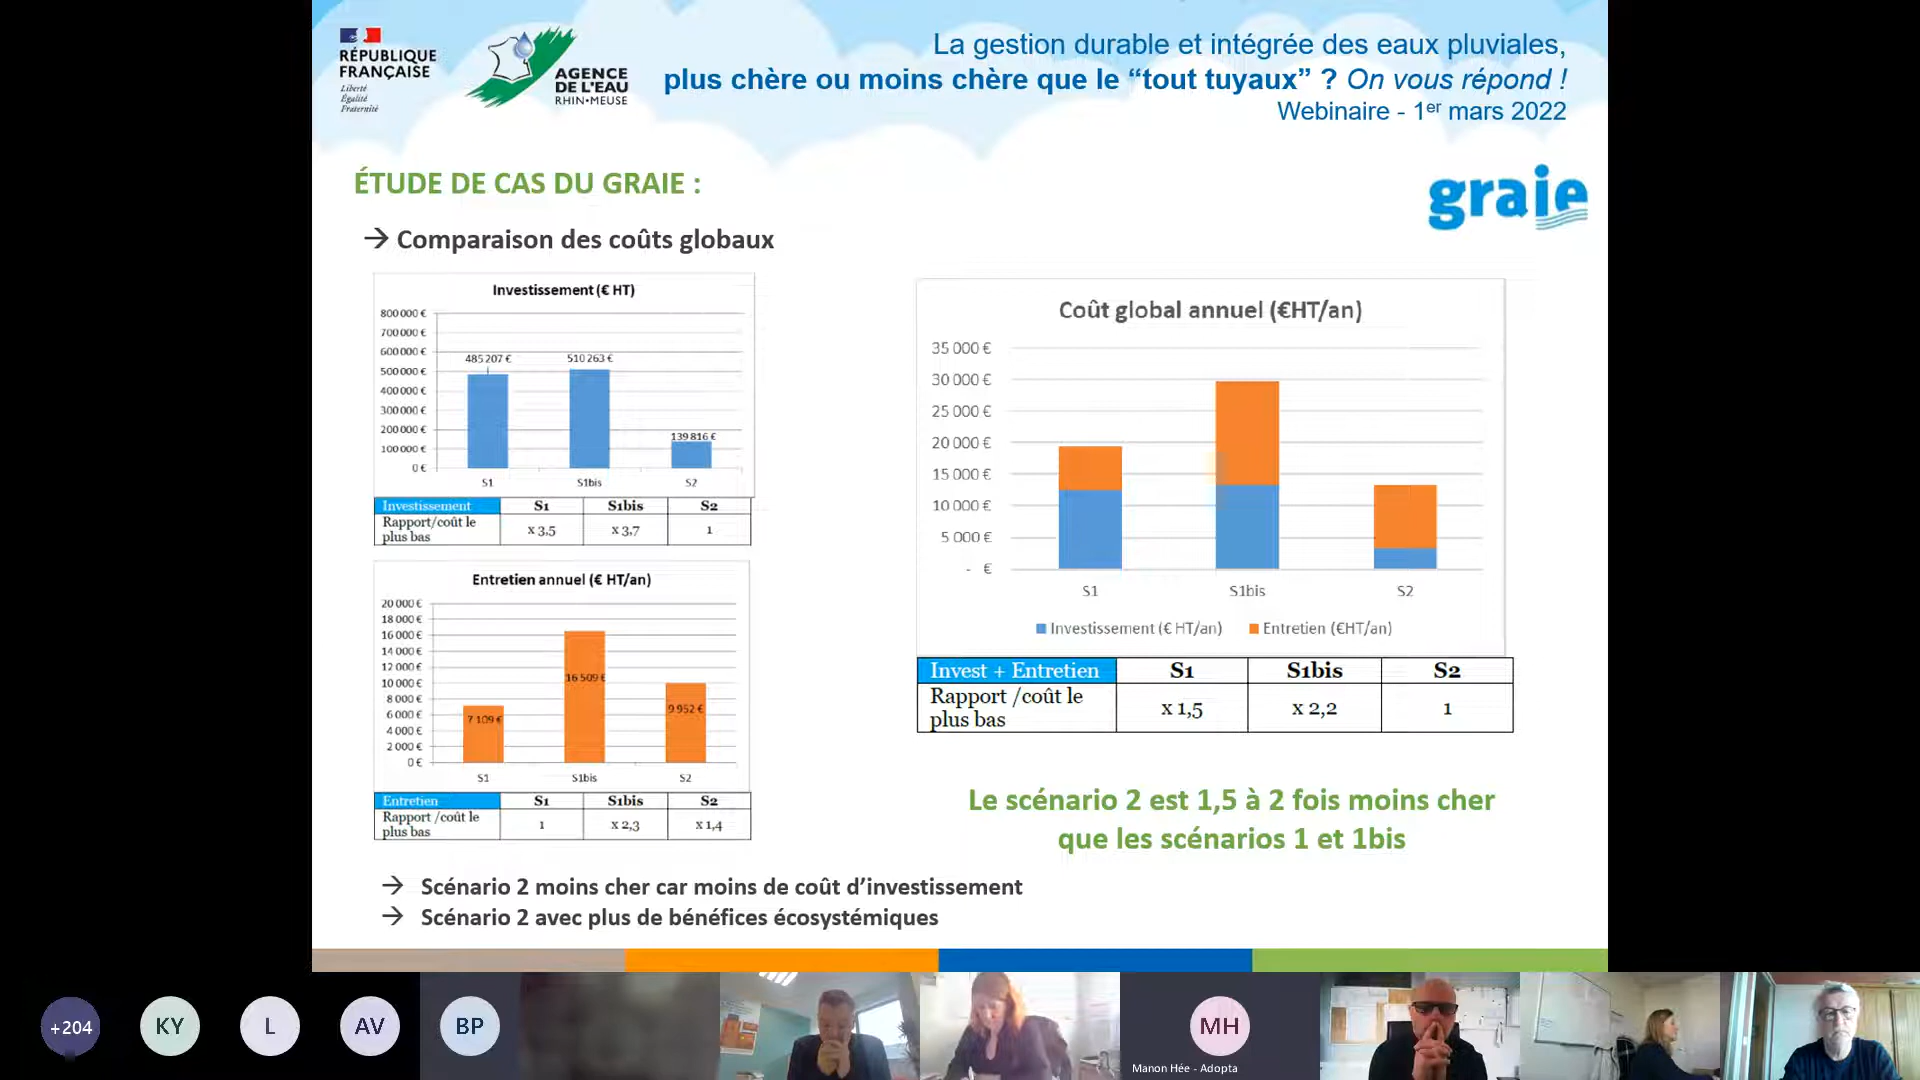 RÉPUBLIQUE
FRANÇAISE
Liberté
Égalité
Fraternité
AGENCE
DE L'EAU
RHIN•MEUSE
La gestion durable et intégrée des eaux pluviales,
plus chère ou moins chère que le “tout tuyaux” ? On vous répond !
Webinaire - 1er mars 2022
ÉTUDE DE CAS DU GRAIE :
graie
→ Comparaison des coûts globaux
Investissement (€ HT)
800 000 €
700 000 €
600 000 €
500 000 €
400 000 €
300 000 €
200 000 €
100 000 €
0 €
485 207 €
510 263 €
139 816 €
S1 S1bis S2
Investissement S1 S1bis S2
Rapport/coût le
plus bas
x 3,5 x 3,7 1
Entretien annuel (€ HT/an)
20 000 €
18 000 €
16 000 €
14 000 €
12 000 €
10 000 €
8 000 €
6 000 €
4 000 €
2 000 €
0 €
7 109 €
16 509 €
9 952 €
S1 S1bis S2
Entretien S1 S1bis S2
Rapport /coût le
plus bas
1 x 2,3 x 1,4
Coût global annuel (€HT/an)
35 000 €
30 000 €
25 000 €
20 000 €
15 000 €
10 000 €
5 000 €
- €
S1 S1bis S2
Investissement (€ HT/an) Entretien (€HT/an)
Invest + Entretien S1 S1bis S2
Rapport /coût le
plus bas
x 1,5 x 2,2 1
Le scénario 2 est 1,5 à 2 fois moins cher
que les scénarios 1 et 1bis
→ Scénario 2 moins cher car moins de coût d’investissement
→ Scénario 2 avec plus de bénéfices écosystémiques
+204 KY L AV BP MH
Manon Hée - Adopta